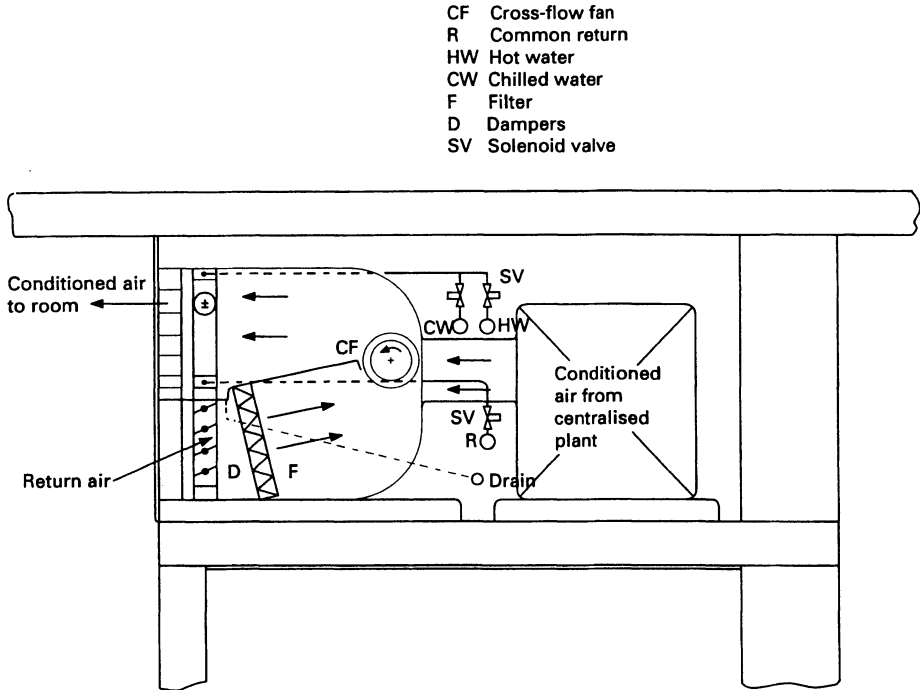 CF Cross-flow fan
R Common return
HW Hot water
CW Chilled water
F Filter
D Dampers
SV Solenoid valve
Conditioned air
to room
±
SV
CW
HW
CF
+
Conditioned
air from
centralised
plant
SV
R
Return air
D
F
Drain